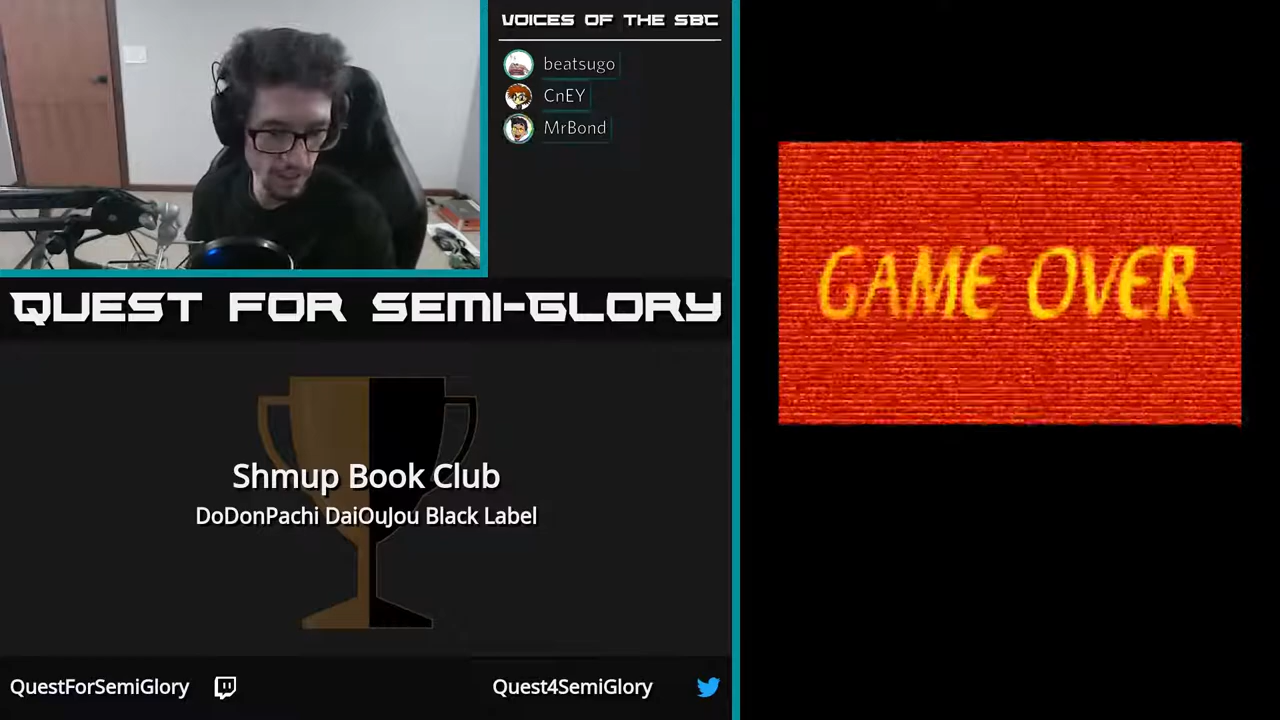 VOICES OF THE SBC
beatsugo
CnEY
MrBond
QUEST FOR SEMI-GLORY
Shmup Book Club
DoDonPachi DaiOuJou Black Label
QuestForSemiGlory
Quest4SemiGlory
GAME OVER